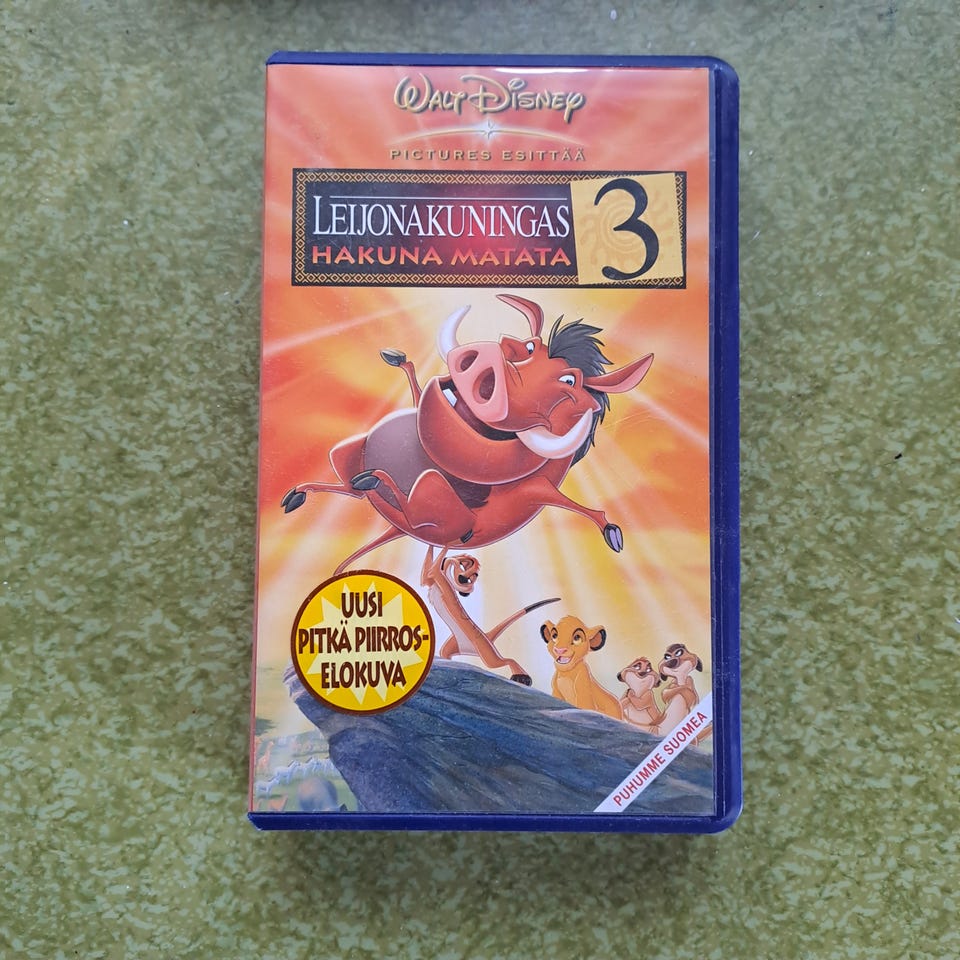 WALT DISNEY
PICTURES ESITTÄÄ
LEIJONAKUNINGAS
HAKUNA MATATA
3
UUSI
PITKÄ PIIRROS-
ELOKUVA
PUHUMME SUOMEA